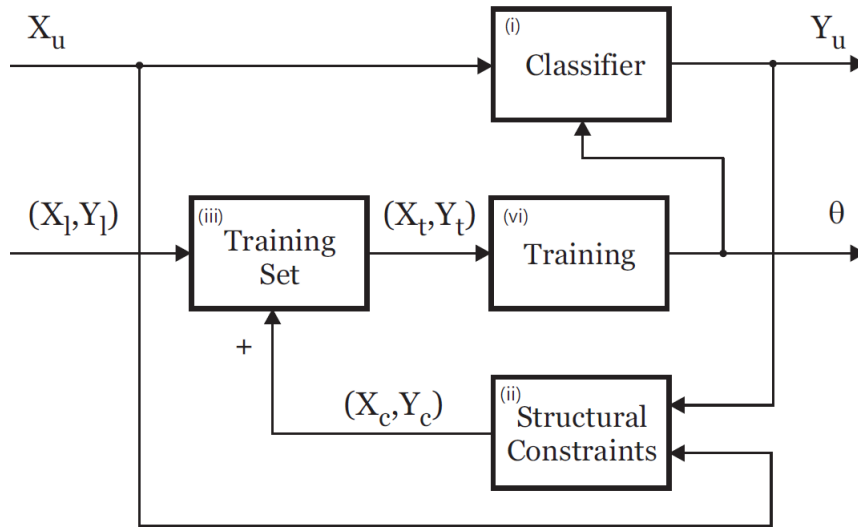 X_u
(i)
Classifier
Y_u
(X_l,Y_l)
(iii)
Training
Set
(X_t,Y_t)
(vi)
Training
θ
+
(X_c,Y_c)
(ii)
Structural
Constraints